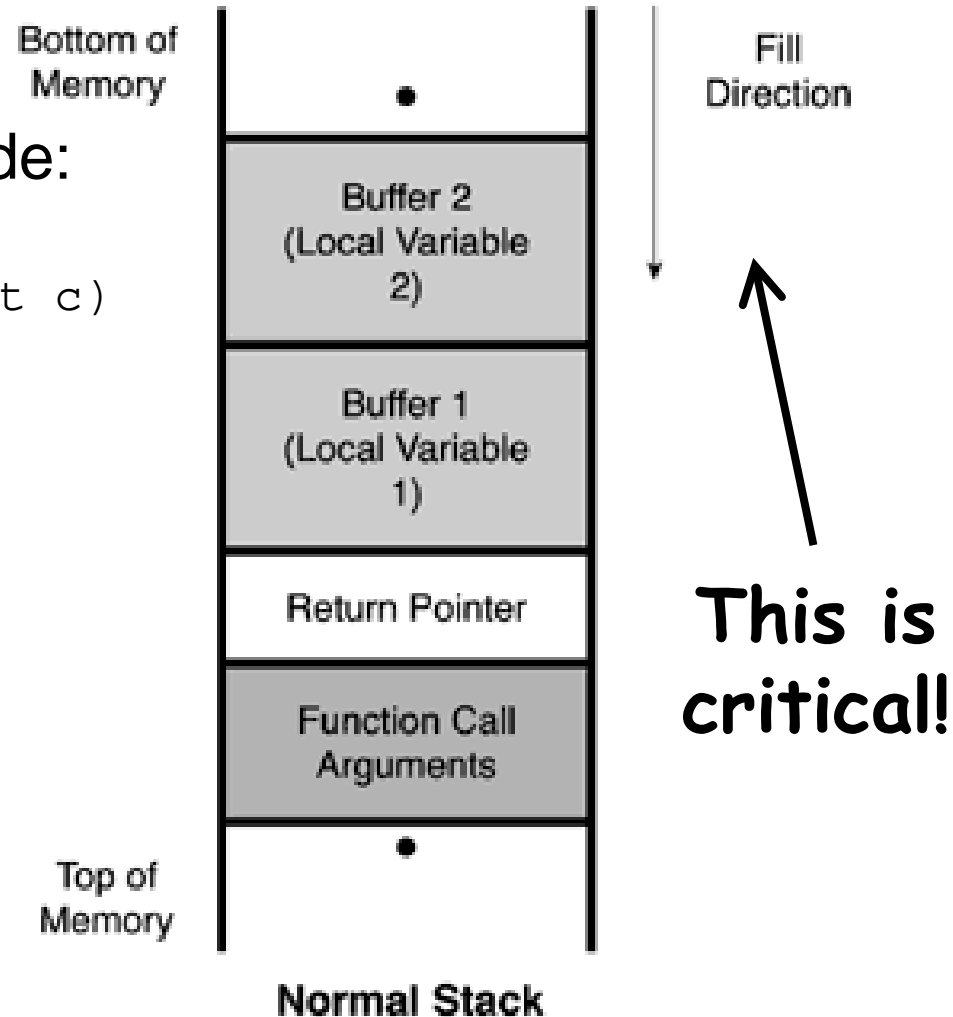 Bottom of
Memory
Fill
Direction
de:
Buffer 2
(Local Variable
2)
t c)
Buffer 1
(Local Variable
1)
Return Pointer
This is
critical!
Function Call
Arguments
Top of
Memory
Normal Stack